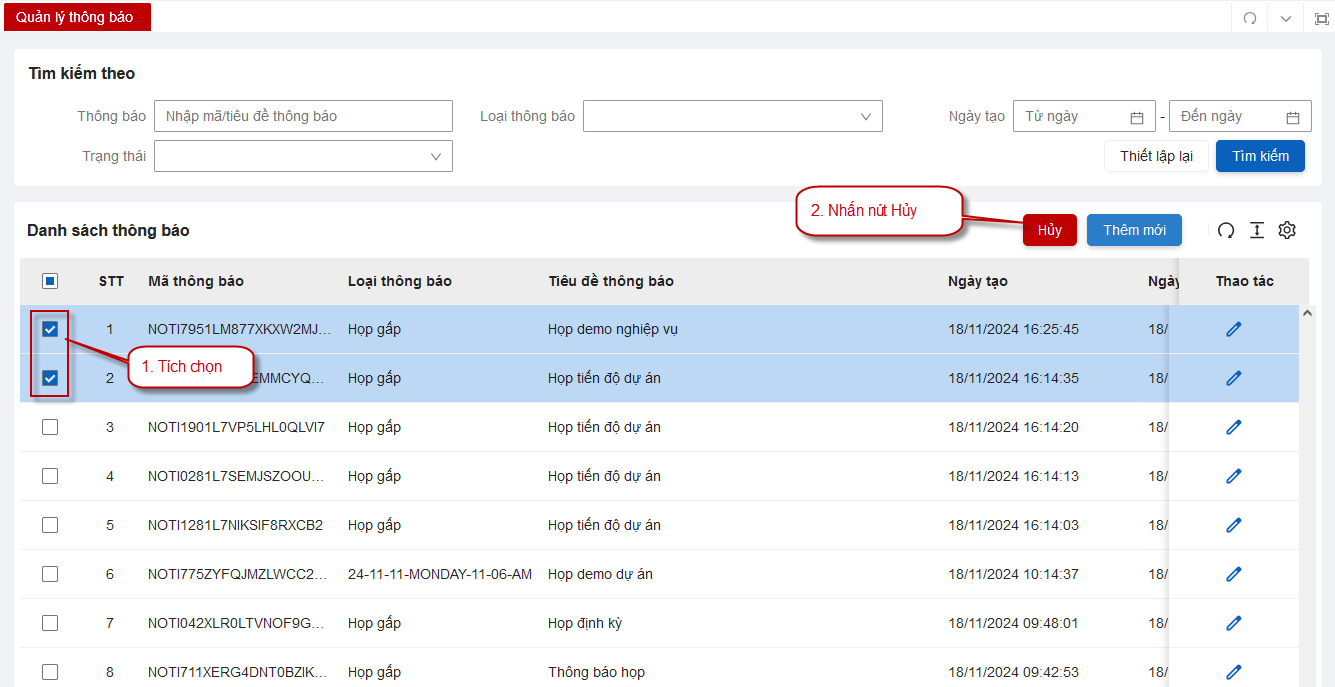 Quản lý thông báo
Tìm kiếm theo
Thông báo Nhập mã/tiêu đề thông báo Loại thông báo Ngày tạo Từ ngày - Đến ngày
Trạng thái Thiết lập lại Tìm kiếm
2. Nhấn nút Hủy
Danh sách thông báo Hủy Thêm mới
STT Mã thông báo Loại thông báo Tiêu đề thông báo Ngày tạo Ngày Thao tác
1 NOTI7951LM877XKXW2MJ... Họp gấp Họp demo nghiệp vụ 18/11/2024 16:25:45 18/
1. Tích chọn
2 EMMCYQ... Họp gấp Họp tiến độ dự án 18/11/2024 16:14:35 18/
3 NOTI1901L7VP5LHL0QLVI7 Họp gấp Họp tiến độ dự án 18/11/2024 16:14:20 18/
4 NOTI0281L7SEMJSZOOU... Họp gấp Họp tiến độ dự án 18/11/2024 16:14:13 18/
5 NOTI1281L7NIKSIF8RXCB2 Họp gấp Họp tiến độ dự án 18/11/2024 16:14:03 18/
6 NOTI775ZYFQJMZLWCC2... 24-11-11-MONDAY-11-06-AM Họp demo dự án 18/11/2024 10:14:37 18/
7 NOTI042XLR0LTVNOF9G... Họp gấp Họp định kỳ 18/11/2024 09:48:01 18/
8 NOTI711XERG4DNT0BZIK... Họp gấp Thông báo họp 18/11/2024 09:42:53 18/